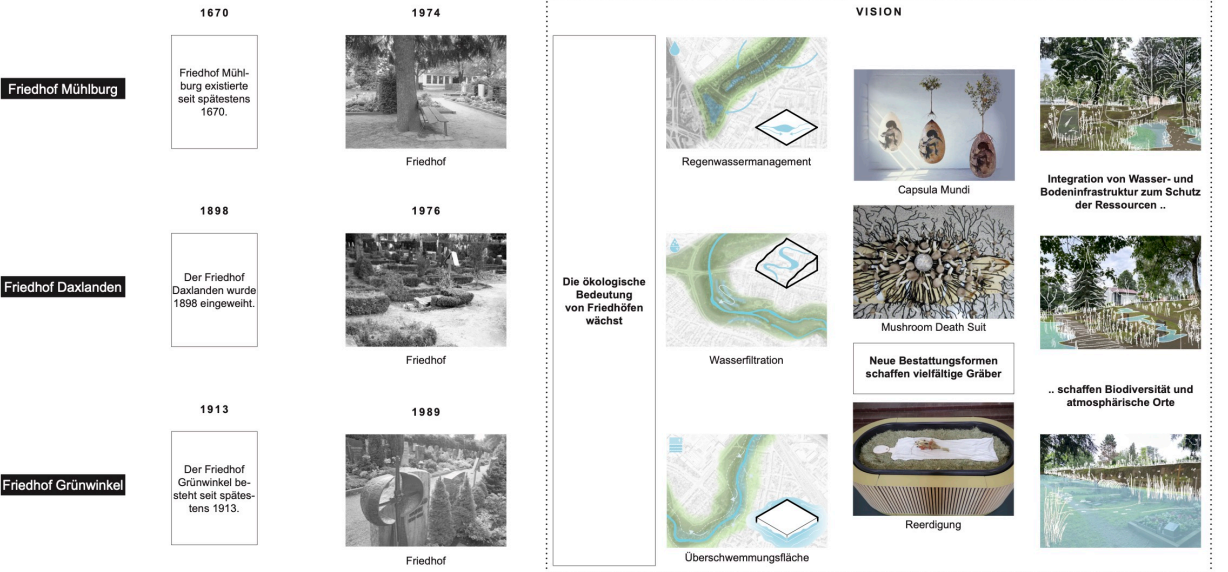 1670
1974
VISION
Friedhof Mühlburg
Friedhof Mühl-
burg existierte
seit spätestens
1670.
Friedhof
Regenwassermanagement
Capsula Mundi
Integration von Wasser- und
Bodeninfrastruktur zum Schutz
der Ressourcen ..
1898
1976
Friedhof Daxlanden
Der Friedhof
Daxlanden wurde
1898 eingeweiht.
Friedhof
Die ökologische
Bedeutung
von Friedhöfen
wächst
Wasserfiltration
Mushroom Death Suit
Neue Bestattungsformen
schaffen vielfältige Gräber
.. schaffen Biodiversität und
atmosphärische Orte
1913
1989
Friedhof Grünwinkel
Der Friedhof
Grünwinkel be-
steht seit spätes-
tens 1913.
Friedhof
Überschwemmungsfläche
Reerdigung